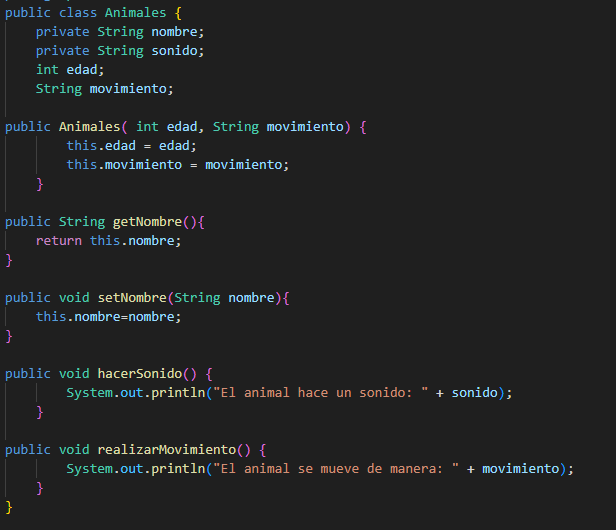 public class Animales {
    private String nombre;
    private String sonido;
    int edad;
    String movimiento;
public Animales( int edad, String movimiento) {
        this.edad = edad;
        this.movimiento = movimiento;
    }
public String getNombre(){
    return this.nombre;
}
public void setNombre(String nombre){
    this.nombre=nombre;
}
public void hacerSonido() {
        System.out.println("El animal hace un sonido: " + sonido);
    }
public void realizarMovimiento() {
        System.out.println("El animal se mueve de manera: " + movimiento);
    }
}